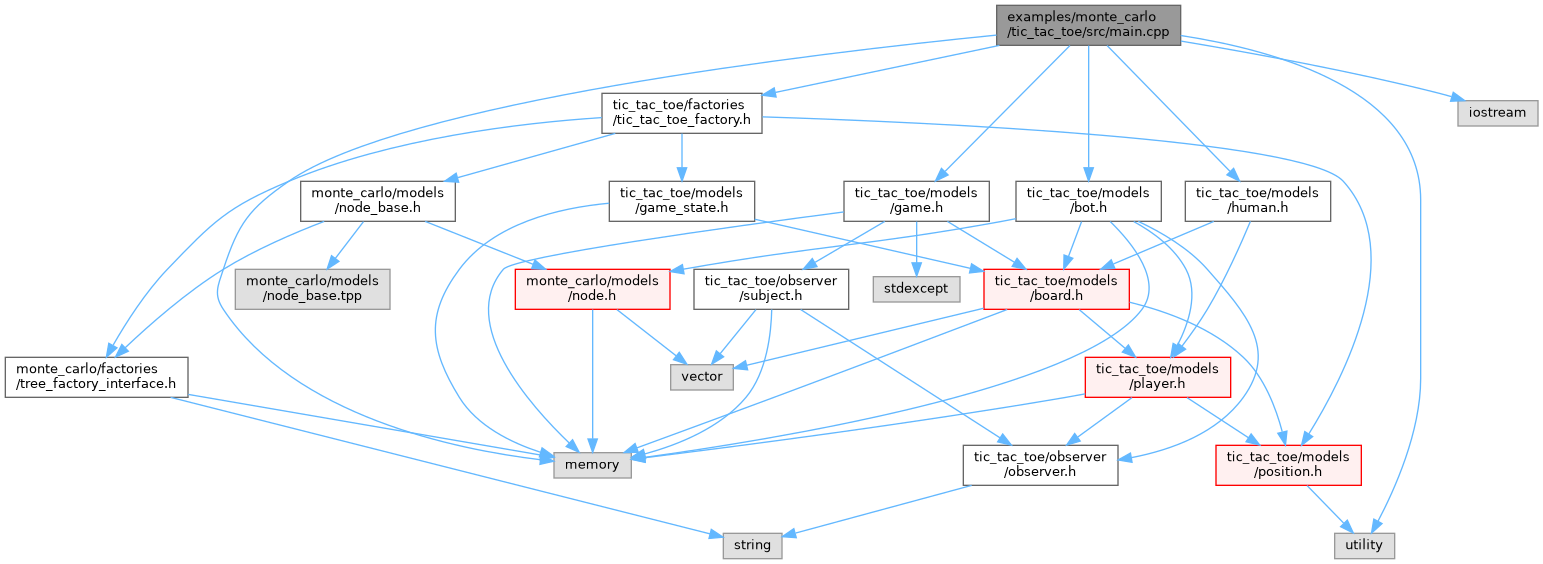 examples/monte_carlo
/tic_tac_toe/src/main.cpp
tic_tac_toe/factories
/tic_tac_toe_factory.h
iostream
monte_carlo/models
/node_base.h
tic_tac_toe/models
/game_state.h
tic_tac_toe/models
/game.h
tic_tac_toe/models
/bot.h
tic_tac_toe/models
/human.h
monte_carlo/models
/node_base.tpp
monte_carlo/models
/node.h
tic_tac_toe/observer
/subject.h
stdexcept
tic_tac_toe/models
/board.h
monte_carlo/factories
/tree_factory_interface.h
vector
tic_tac_toe/models
/player.h
memory
tic_tac_toe/observer
/observer.h
tic_tac_toe/models
/position.h
string
utility